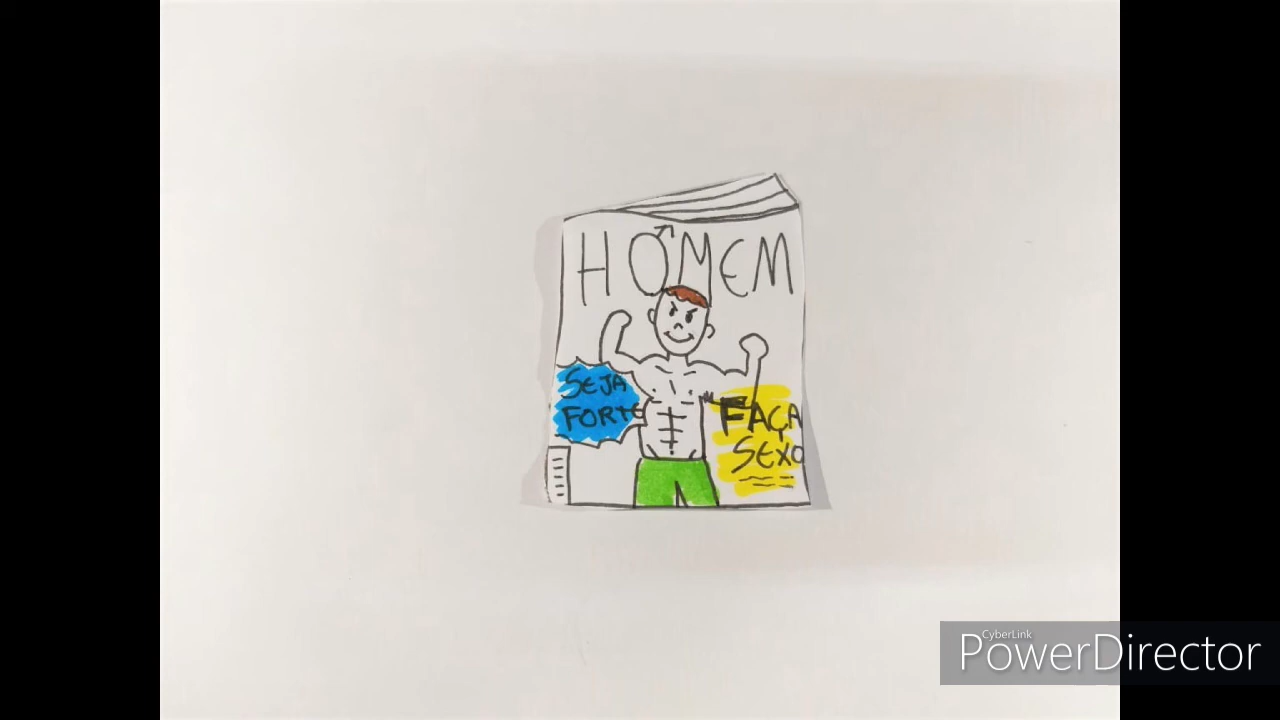 HOMEM
SEJA
FORTE
FAÇA
SEXO
CyberLink
PowerDirector